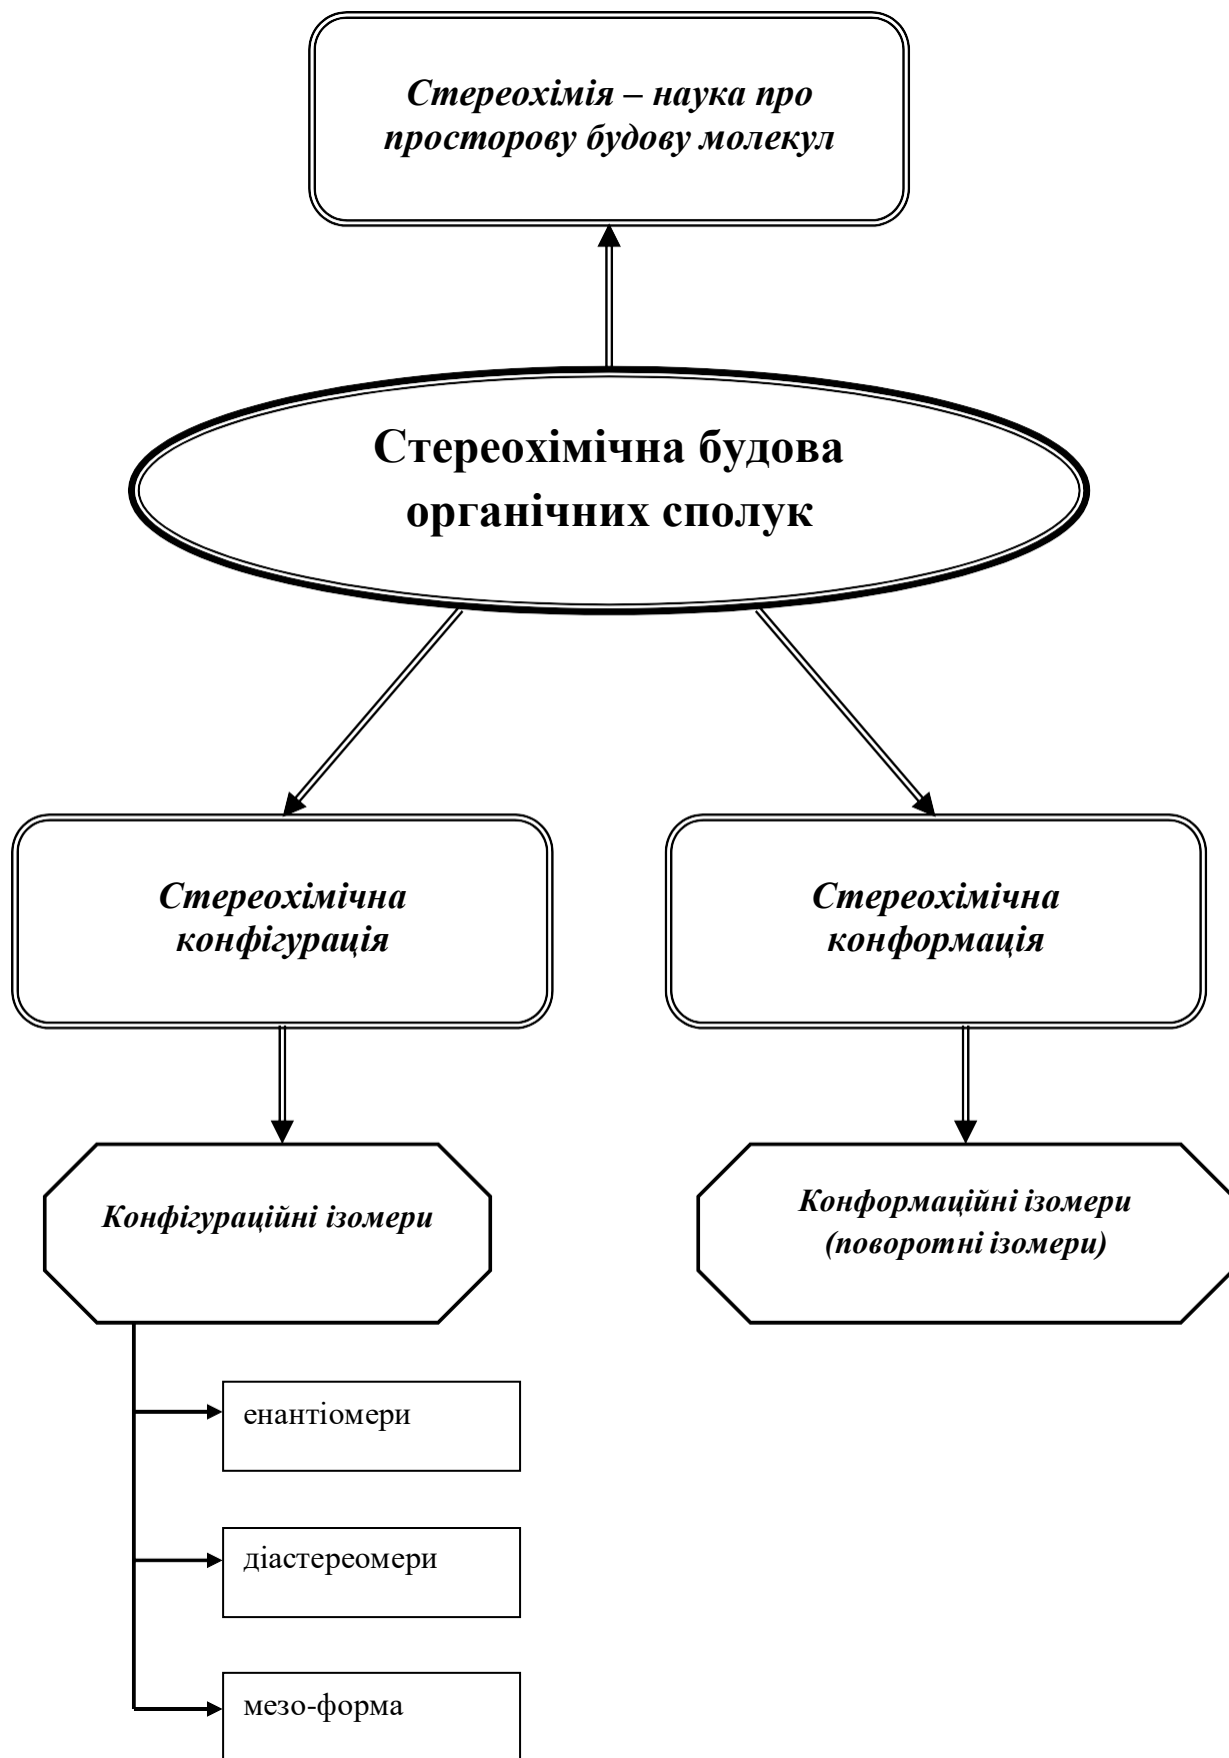 Стереохімія – наука про
просторову будову молекул
Стереохімічна будова
органічних сполук
Стереохімічна
конфігурація
Стереохімічна
конформація
Конфігураційні ізомери
Конформаційні ізомери
(поворотні ізомери)
енантіомери
діастереомери
мезо-форма